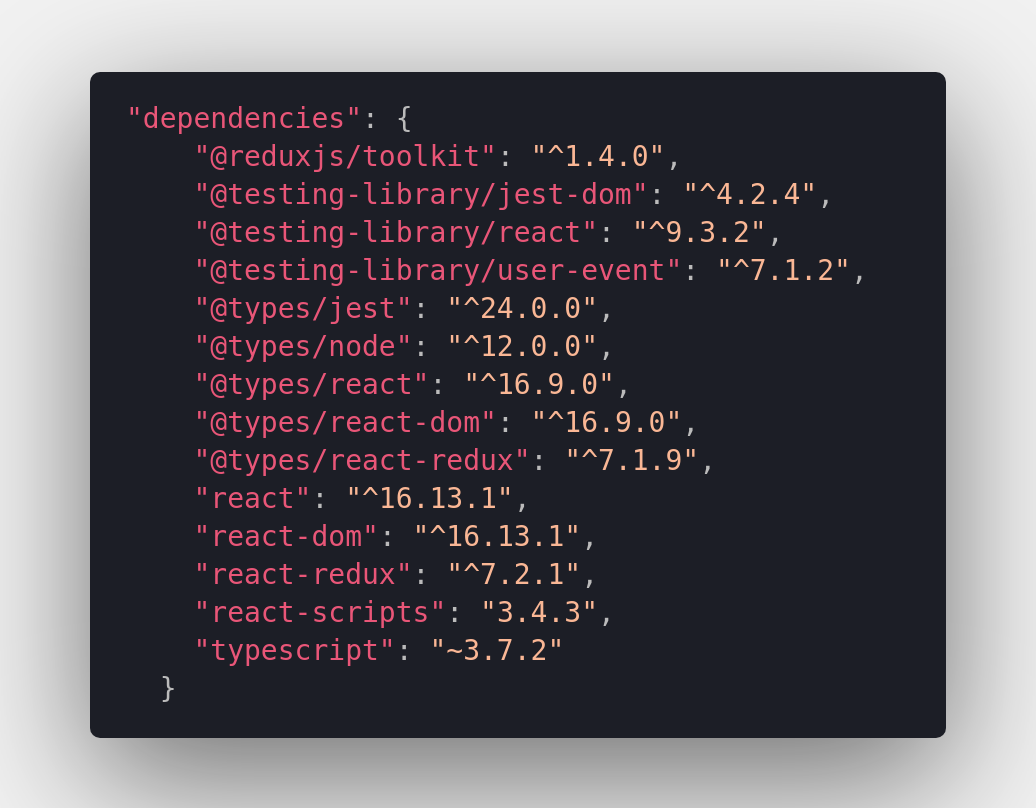 "dependencies": {
    "@reduxjs/toolkit": "^1.4.0",
    "@testing-library/jest-dom": "^4.2.4",
    "@testing-library/react": "^9.3.2",
    "@testing-library/user-event": "^7.1.2",
    "@types/jest": "^24.0.0",
    "@types/node": "^12.0.0",
    "@types/react": "^16.9.0",
    "@types/react-dom": "^16.9.0",
    "@types/react-redux": "^7.1.9",
    "react": "^16.13.1",
    "react-dom": "^16.13.1",
    "react-redux": "^7.2.1",
    "react-scripts": "3.4.3",
    "typescript": "~3.7.2"
  }